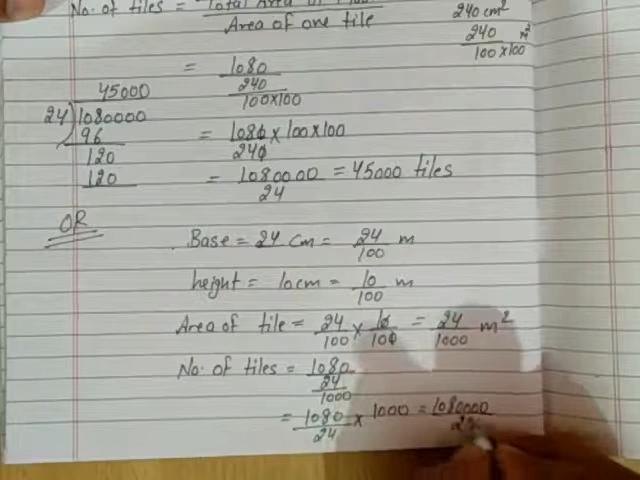 No. of tiles = Total Area of
Area of one tile
240 cm²
240 m²
100×100
= 1080
240
100×100
45000
24)1080000
96
120
120
= 1080 × 100×100
240
= 1080000 = 45000 tiles
24
OR
Base = 24 cm = 24 m
100
height = 10cm = 10 m
100
Area of tile = 24 × 10 = 24 m²
100 100 1000
No. of tiles = 1080
24
1000
= 1080 × 1000 = 1080000
24